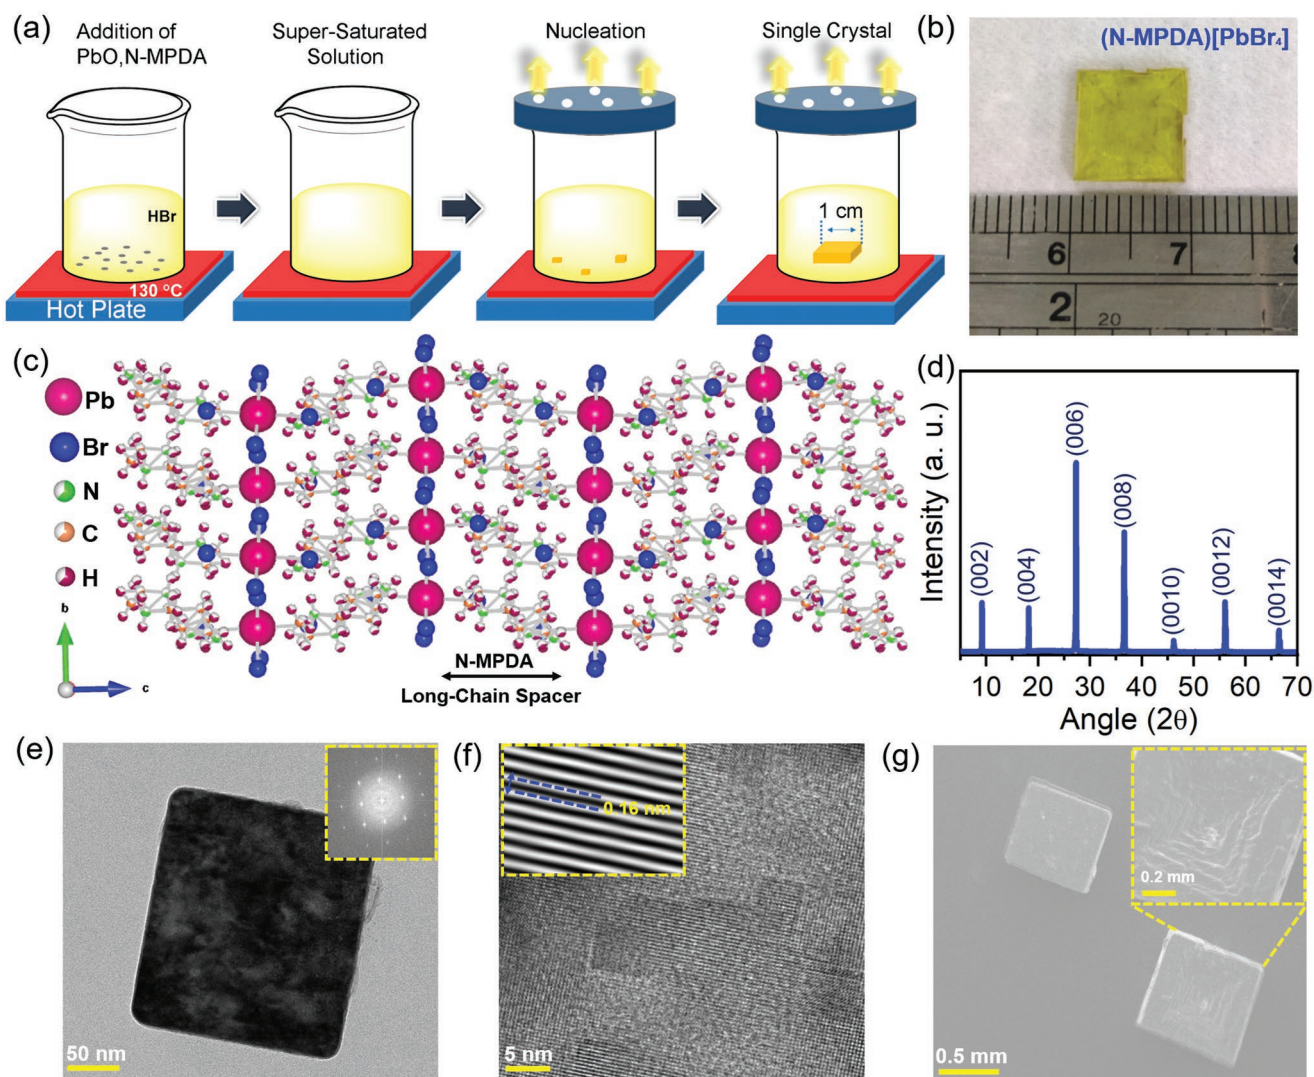 (a)
Addition of
PbO,N-MPDA
Super-Saturated
Solution
Nucleation
Single Crystal
HBr
130 °C
Hot Plate
1 cm
(b)
(N-MPDA)[PbBr₄]
6
7
8
2
20
(c)
Pb
Br
N
C
H
b
c
N-MPDA
Long-Chain Spacer
(d)
Intensity (a. u.)
(002)
(004)
(006)
(008)
(0010)
(0012)
(0014)
10 20 30 40 50 60 70
Angle (2θ)
(e)
50 nm
(f)
0.16 nm
5 nm
(g)
0.2 mm
0.5 mm